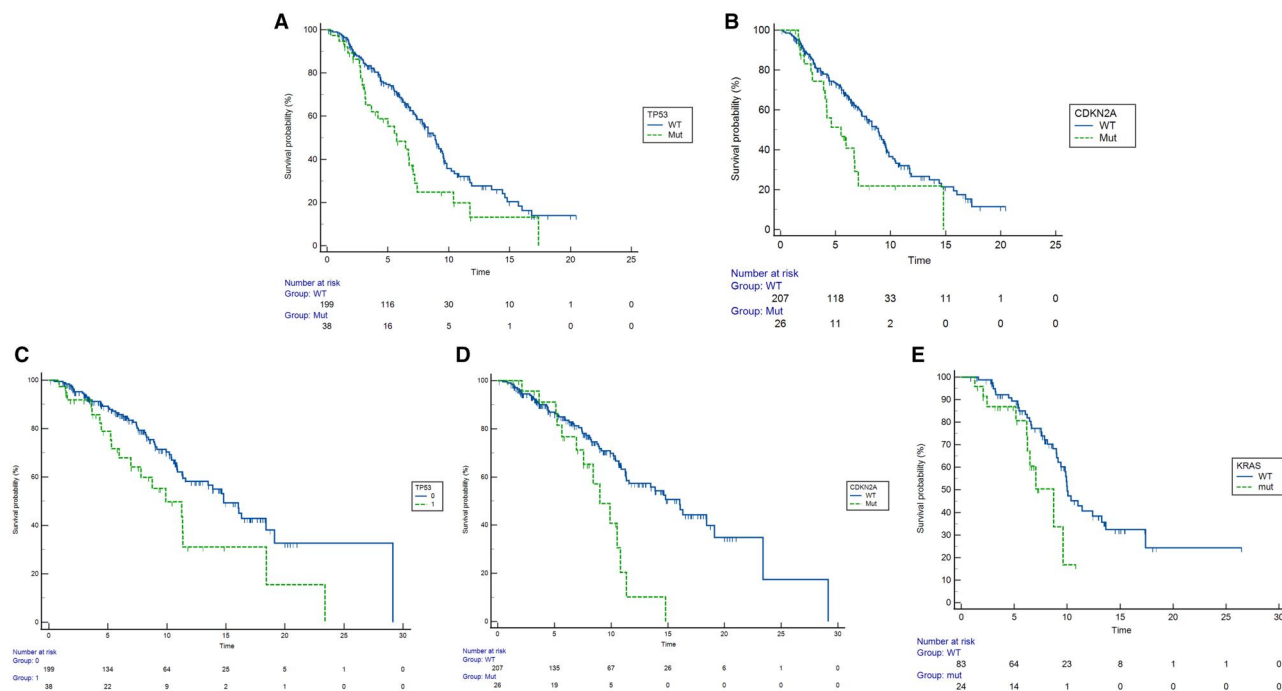 A
Survival probability (%)
100
80
60
40
20
0
0 5 10 15 20 25
Time
TP53
WT
Mut
Number at risk
Group: WT
199 116 30 10 1 0
Group: Mut
38 16 5 1 0 0
B
Survival probability (%)
100
80
60
40
20
0
0 5 10 15 20 25
Time
CDKN2A
WT
Mut
Number at risk
Group: WT
207 118 33 11 1 0
Group: Mut
26 11 2 0 0 0
C
Survival probability (%)
100
80
60
40
20
0
0 5 10 15 20 25 30
Time
TP53
0
1
Number at risk
Group: 0
199 134 64 25 5 1 0
Group: 1
38 22 9 2 1 0 0
D
Survival probability (%)
100
80
60
40
20
0
0 5 10 15 20 25 30
Time
CDKN2A
WT
Mut
Number at risk
Group: WT
207 135 67 26 6 1 0
Group: Mut
26 19 5 0 0 0 0
E
Survival probability (%)
100
90
80
70
60
50
40
30
20
10
0
0 5 10 15 20 25 30
Time
KRAS
WT
mut
Number at risk
Group: WT
83 64 23 8 1 1 0
Group: mut
24 14 1 0 0 0 0